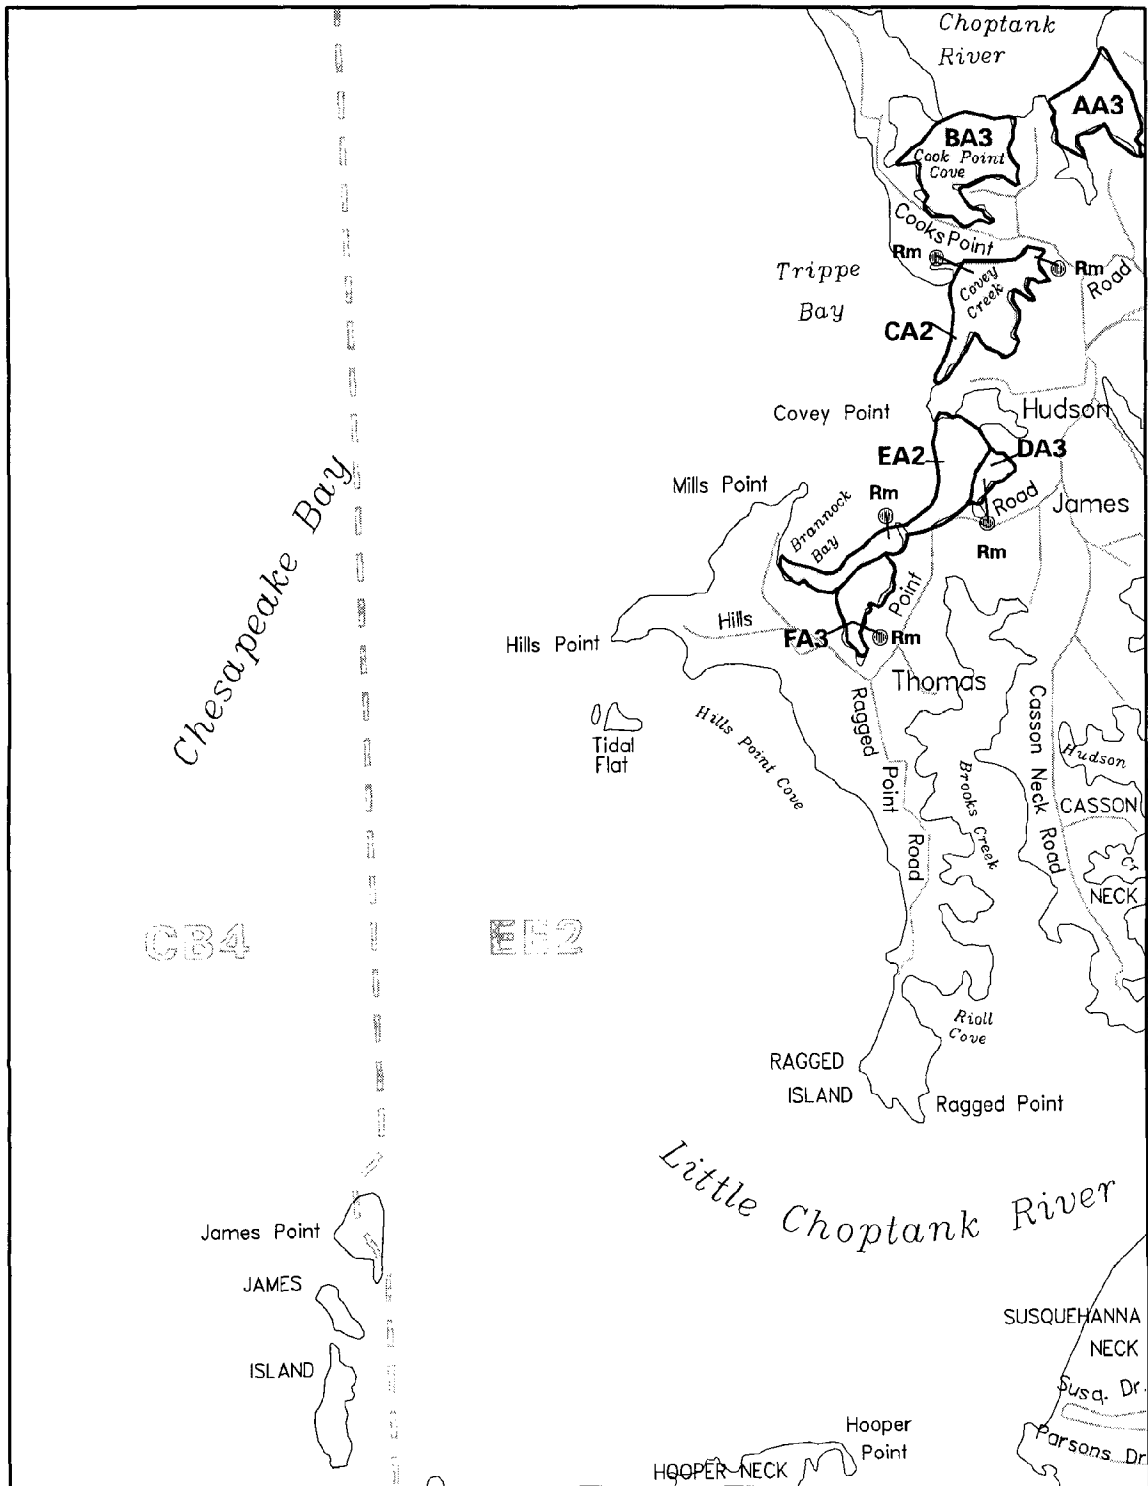 Choptank
River
AA3
BA3
Cook Point
Cove
Cooks Point
Road
Rm
Rm
Covey
Creek
Trippe
Bay
CA2
Covey Point
Hudson
EA2
DA3
Mills Point
Rm
Road
James
Brannock
Bay
Rm
Chesapeake Bay
Point
Hills
FA3
Rm
Hills Point
Thomas
Ragged
Point
Road
Casson Neck Road
Hills Point Cove
Tidal
Flat
Hudson
Brooks Creek
CASSON
Cr
NECK
CB4
EE2
Rioll
Cove
RAGGED
ISLAND
Ragged Point
Little Choptank River
James Point
JAMES
ISLAND
SUSQUEHANNA
NECK
Susq. Dr.
Hooper
Point
Parsons Dr
HOOPER NECK